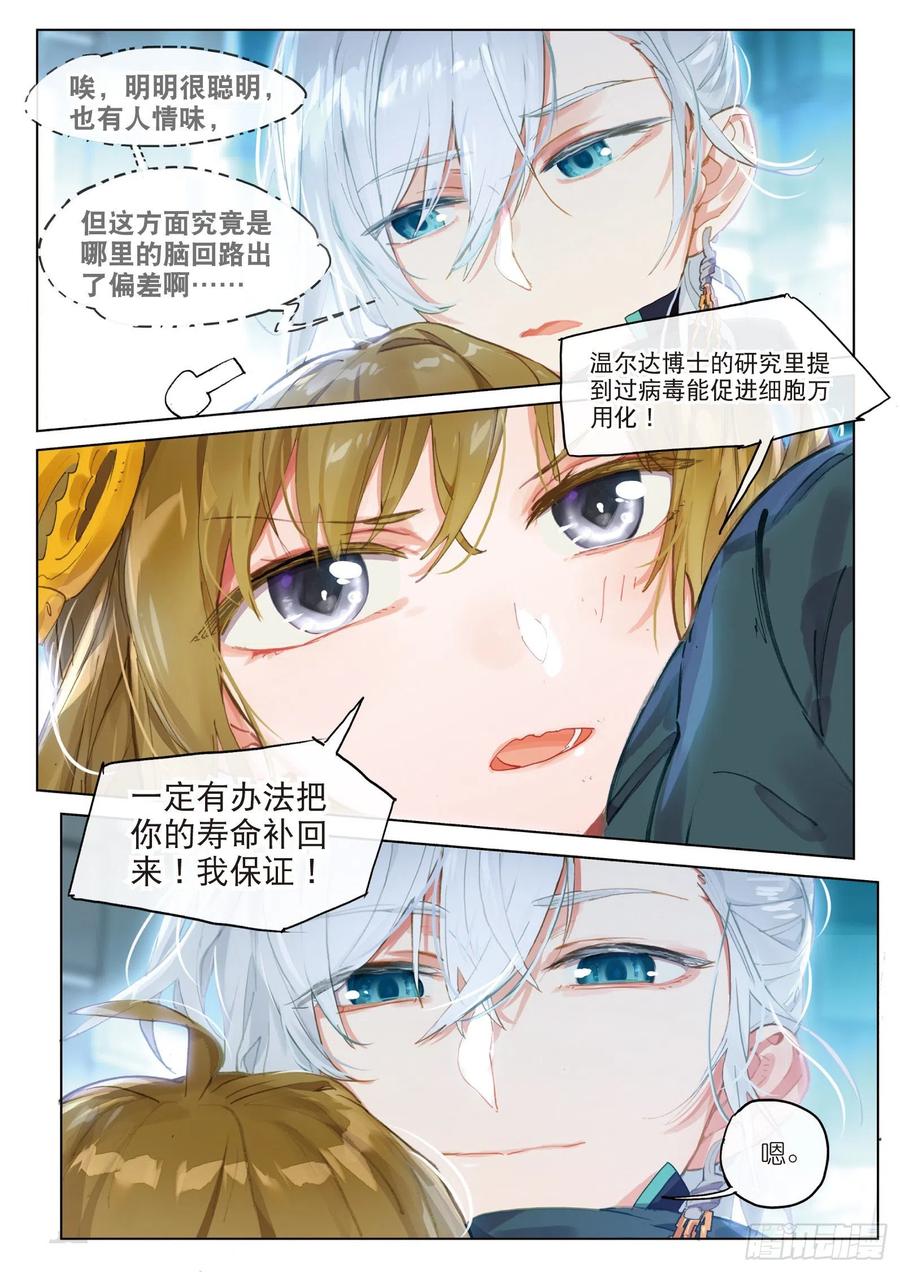 唉，明明很聪明，
也有人情味，
但这方面究竟是
哪里的脑回路出
了偏差啊……
温尔达博士的研究里提
到过病毒能促进细胞万
用化！
一定有办法把
你的寿命补回
来！我保证！
嗯。
腾讯动漫